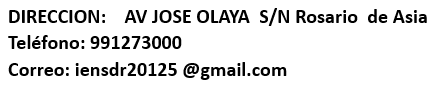 DIRECCION:    AV JOSE OLAYA  S/N Rosario  de Asia
Teléfono: 991273000
Correo: iensdr20125 @gmail.com